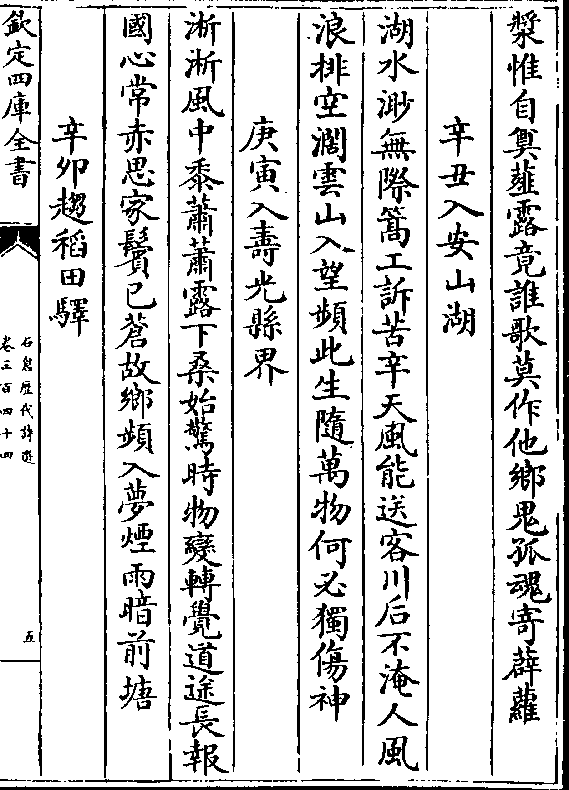 漿惟自奠薤露竟誰歌莫作他鄉鬼孤魂寄薜蘿
辛丑入安山湖
湖水渺無際篙工訴苦辛天風能送客川后不淹人風
浪排空濶雲山入望頻此生隨萬物何必獨傷神
庚寅入壽光縣界
淅淅風中黍蕭蕭露下桑始驚時物變轉覺道途長報
國心常赤思家鬢已蒼故鄉頻入夢煙雨暗前塘
辛卯趨稻田驛
欽定四庫全書
石倉歷代詩選
卷三百四十四
五